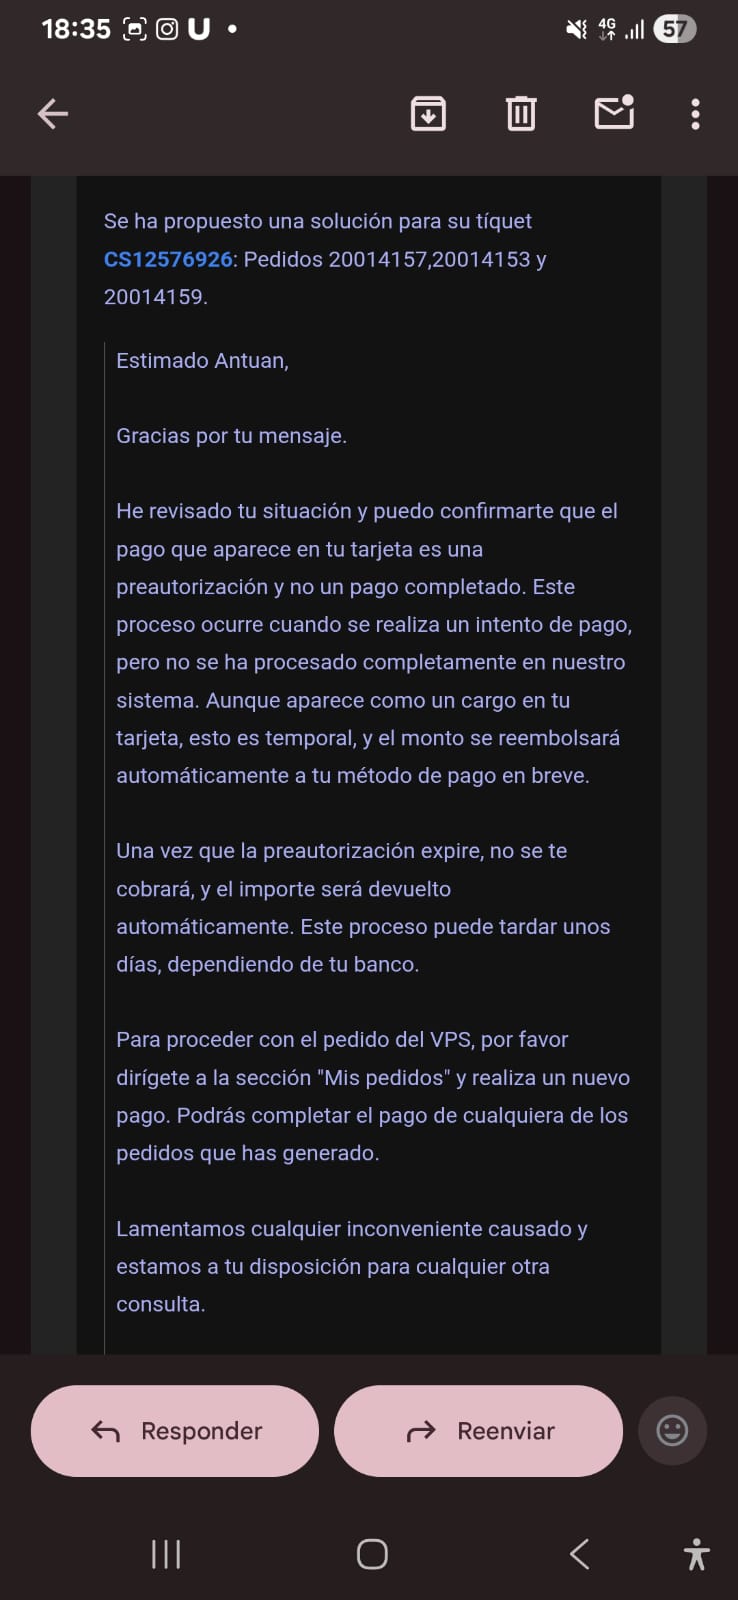 18:35
4G
57
Se ha propuesto una solución para su tíquet
CS12576926: Pedidos 20014157,20014153 y
20014159.
Estimado Antuan,
Gracias por tu mensaje.
He revisado tu situación y puedo confirmarte que el
pago que aparece en tu tarjeta es una
preautorización y no un pago completado. Este
proceso ocurre cuando se realiza un intento de pago,
pero no se ha procesado completamente en nuestro
sistema. Aunque aparece como un cargo en tu
tarjeta, esto es temporal, y el monto se reembolsará
automáticamente a tu método de pago en breve.
Una vez que la preautorización expire, no se te
cobrará, y el importe será devuelto
automáticamente. Este proceso puede tardar unos
días, dependiendo de tu banco.
Para proceder con el pedido del VPS, por favor
dirígete a la sección "Mis pedidos" y realiza un nuevo
pago. Podrás completar el pago de cualquiera de los
pedidos que has generado.
Lamentamos cualquier inconveniente causado y
estamos a tu disposición para cualquier otra
consulta.
Responder
Reenviar